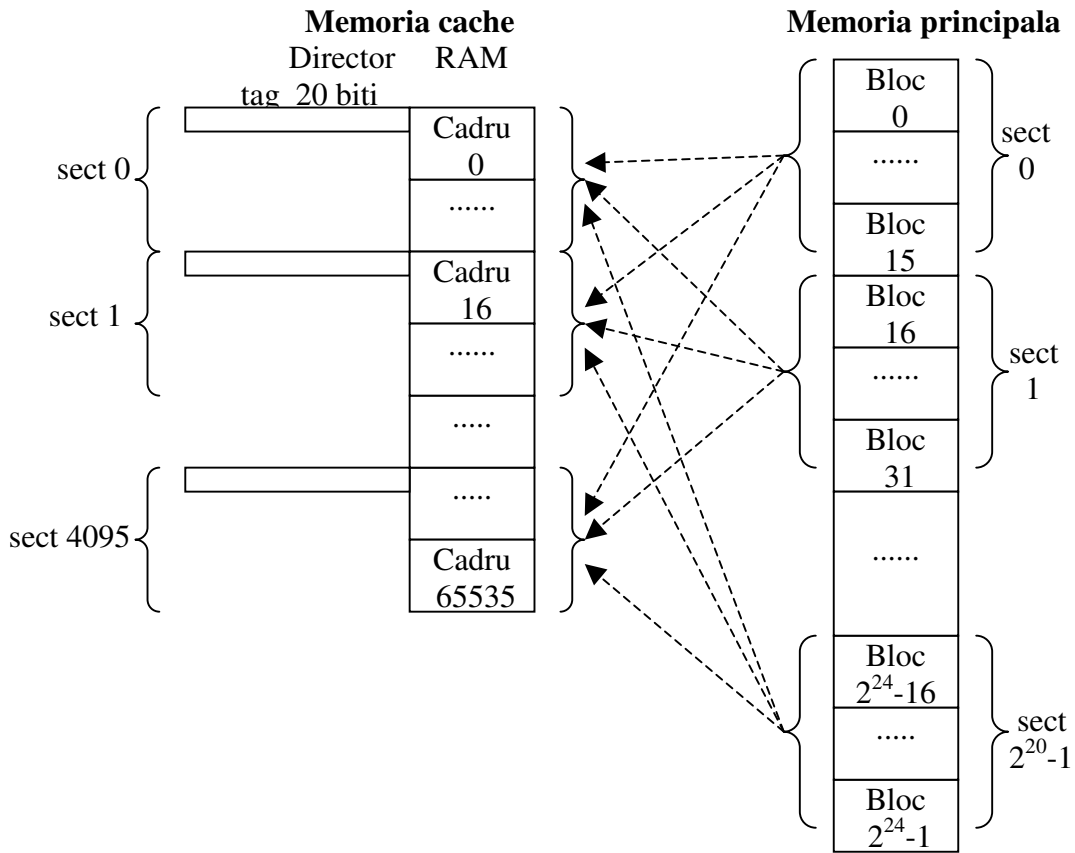 Memoria cache
Director RAM
tag 20 biti
sect 0
Cadru
0
......
sect 1
Cadru
16
......
.....
sect 4095
.....
Cadru
65535
Memoria principala
Bloc
0
......
Bloc
15
sect
0
Bloc
16
......
Bloc
31
sect
1
......
Bloc
2^24-16
.....
Bloc
2^24-1
sect
2^20-1